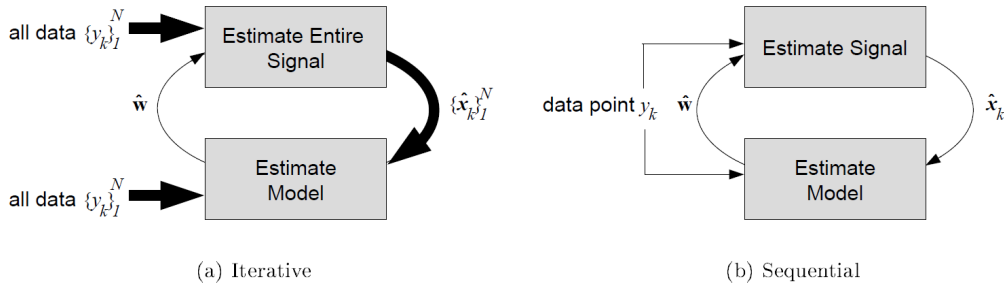 all data {y_k}_1^N
Estimate Entire
Signal
ŵ
{x̂_k}_1^N
Estimate
Model
all data {y_k}_1^N
(a) Iterative
Estimate Signal
data point y_k
ŵ
x̂_k
Estimate
Model
(b) Sequential